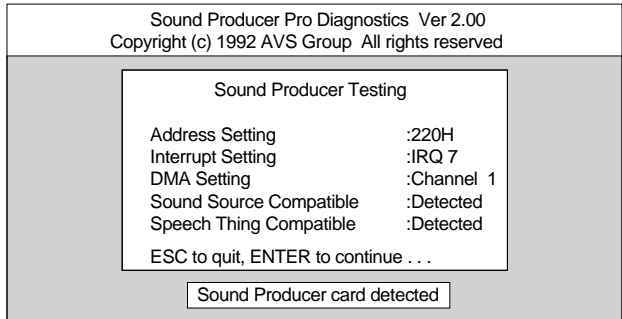 Sound Producer Pro Diagnostics Ver 2.00
Copyright (c) 1992 AVS Group All rights reserved
Sound Producer Testing
Address Setting :220H
Interrupt Setting :IRQ 7
DMA Setting :Channel 1
Sound Source Compatible :Detected
Speech Thing Compatible :Detected
ESC to quit, ENTER to continue . . .
Sound Producer card detected